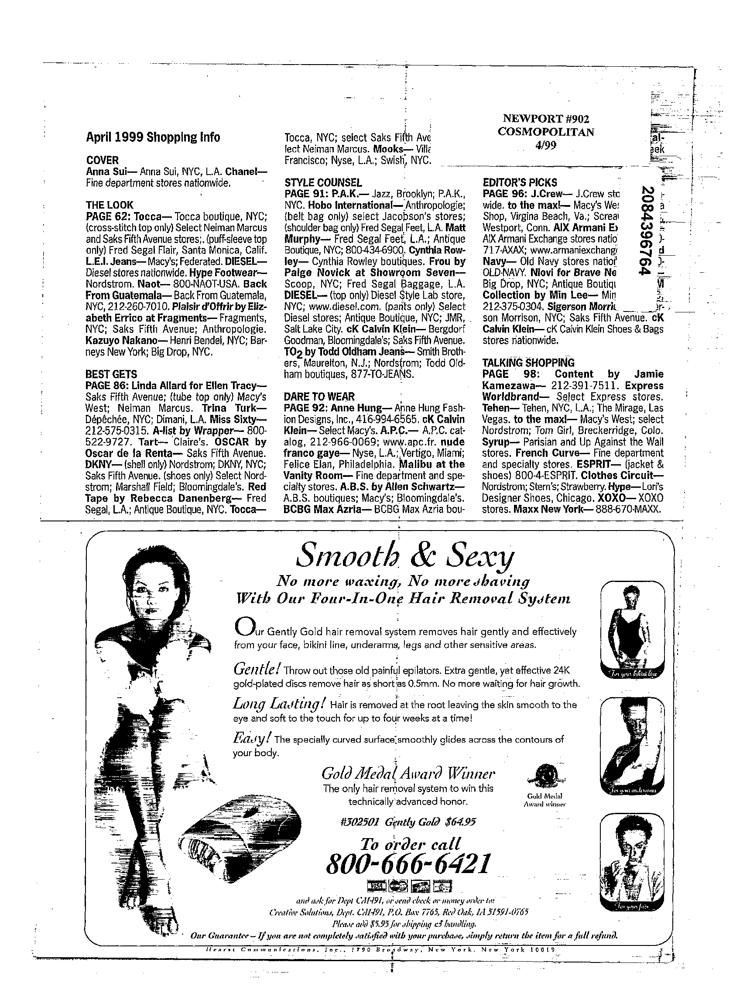 NEWPORT #902
COSMOPOLITAN
4/99
2084396764
April 1999 Shopping Info
COVER
Anna Sui— Anna Sui, NYC, L.A. Chanel—
Fine department stores nationwide.
THE LOOK
PAGE 62: Tocca— Tocca boutique, NYC;
(cross-stitch top only) Select Neiman Marcus
and Saks Fifth Avenue stores;. (puff-sleeve top
only) Fred Segal Flair, Santa Monica, Calif.
L.E.I. Jeans— Macy's; Federated. DIESEL—
Diesel stores nationwide. Hype Footwear—
Nordstrom. Naot— 800-NAOT-USA. Back
From Guatemala— Back From Guatemala,
NYC, 212-260-7010. Plaisir d'Offrir by Eliz-
abeth Errico at Fragments— Fragments,
NYC; Saks Fifth Avenue; Anthropologie.
Kazuyo Nakano— Henri Bendel, NYC; Bar-
neys New York; Big Drop, NYC.
BEST GETS
PAGE 86: Linda Allard for Ellen Tracy—
Saks Fifth Avenue; (tube top only) Macy's
West; Neiman Marcus. Trina Turk—
Dépêchée, NYC; Dimani, L.A. Miss Sixty—
212-575-0315. A-list by Wrapper— 800-
522-9727. Tart— Claire's. OSCAR by
Oscar de la Renta— Saks Fifth Avenue.
DKNY— (shell only) Nordstrom; DKNY, NYC;
Saks Fifth Avenue. (shoes only) Select Nord-
strom; Marshall Field; Bloomingdale's. Red
Tape by Rebecca Danenberg— Fred
Segal, L.A.; Antique Boutique, NYC. Tocca—
Tocca, NYC; select Saks Fifth Ave
lect Neiman Marcus. Mooks— Villa
Francisco; Nyse, L.A.; Swish, NYC.
STYLE COUNSEL
PAGE 91: P.A.K.— Jazz, Brooklyn; P.A.K.,
NYC. Hobo International— Anthropologie;
(belt bag only) select Jacobson's stores;
(shoulder bag only) Fred Segal Feet, L.A. Matt
Murphy— Fred Segal Feet, L.A.; Antique
Boutique, NYC; 800-434-6900. Cynthia Row-
ley— Cynthia Rowley boutiques. Frou by
Paige Novick at Showroom Seven—
Scoop, NYC; Fred Segal Baggage, L.A.
DIESEL— (top only) Diesel Style Lab store,
NYC; www.diesel.com. (pants only) Select
Diesel stores; Antique Boutique, NYC; JMR,
Salt Lake City. cK Calvin Klein— Bergdorf
Goodman, Bloomingdale's; Saks Fifth Avenue.
TO2 by Todd Oldham Jeans— Smith Broth-
ers, Maurelton, N.J.; Nordstrom; Todd Old-
ham boutiques, 877-TO-JEANS.
DARE TO WEAR
PAGE 92: Anne Hung— Anne Hung Fash-
ion Designs, Inc., 416-994-6565. cK Calvin
Klein— Select Macy's. A.P.C.— A.P.C. cat-
alog, 212-966-0069; www.apc.fr. nude
franco gaye— Nyse, L.A.; Vertigo, Miami;
Felice Elan, Philadelphia. Malibu at the
Vanity Room— Fine department and spe-
cialty stores. A.B.S. by Allen Schwartz—
A.B.S. boutiques; Macy's; Bloomingdale's.
BCBG Max Azria— BCBG Max Azria bou-
EDITOR'S PICKS
PAGE 96: J.Crew— J.Crew sto
wide. to the max!— Macy's We
Shop, Virgina Beach, Va.; Screa
Westport, Conn. A|X Armani E
A|X Armani Exchange stores natio
717-AXAX; www.armaniexchang
Navy— Old Navy stores nation
OLD-NAVY. Niovi for Brave Ne
Big Drop, NYC; Antique Boutiqu
Collection by Min Lee— Min
212-375-0304. Sigerson Morri
son Morrison, NYC; Saks Fifth Avenue. cK
Calvin Klein— cK Calvin Klein Shoes & Bags
stores nationwide.
TALKING SHOPPING
PAGE 98: Content by Jamie
Kamezawa— 212-391-7511. Express
Worldbrand— Select Express stores.
Tehen— Tehen, NYC, L.A.; The Mirage, Las
Vegas. to the max!— Macy's West; select
Nordstrom; Tom Girl, Breckerridge, Colo.
Syrup— Parisian and Up Against the Wall
stores. French Curve— Fine department
and specialty stores. ESPRIT— (jacket &
shoes) 800-4-ESPRIT. Clothes Circuit—
Nordstrom; Stern's; Strawberry. Hype— Lori's
Designer Shoes, Chicago. XOXO— XOXO
stores. Maxx New York— 888-670-MAXX.
Smooth & Sexy
No more waxing, No more shaving
With Our Four-In-One Hair Removal System
Our Gently Gold hair removal system removes hair gently and effectively
from your face, bikini line, underarms, legs and other sensitive areas.
Gentle! Throw out those old painful epilators. Extra gentle, yet effective 24K
gold-plated discs remove hair as short as 0.5mm. No more waiting for hair growth.
Long Lasting! Hair is removed at the root leaving the skin smooth to the
eye and soft to the touch for up to four weeks at a time!
Easy! The specially curved surface smoothly glides across the contours of
your body.
Gold Medal Award Winner
The only hair removal system to win this
technically advanced honor.
Gold Medal
Award winner
#302501 Gently Gold $64.95
To order call
800-666-6421
and ask for Dept CM491, or send check or money order to:
Creative Solutions, Dept. CM491, P.O. Box 7765, Red Oak, IA 51591-0765
Please add $5.95 for shipping & handling.
Our Guarantee – If you are not completely satisfied with your purchase, simply return the item for a full refund.
For your bikini line
For your underarms
For your face
Hearst Communications, Inc., 1790 Broadway, New York, New York 10019